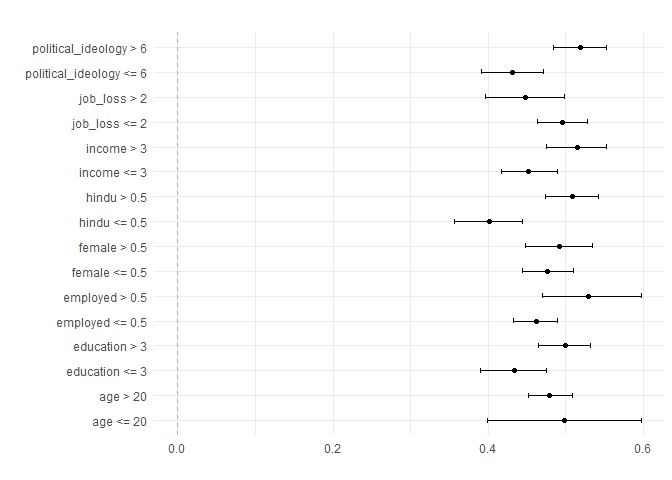 political_ideology > 6
political_ideology <= 6
job_loss > 2
job_loss <= 2
income > 3
income <= 3
hindu > 0.5
hindu <= 0.5
female > 0.5
female <= 0.5
employed > 0.5
employed <= 0.5
education > 3
education <= 3
age > 20
age <= 20
0.0 0.2 0.4 0.6